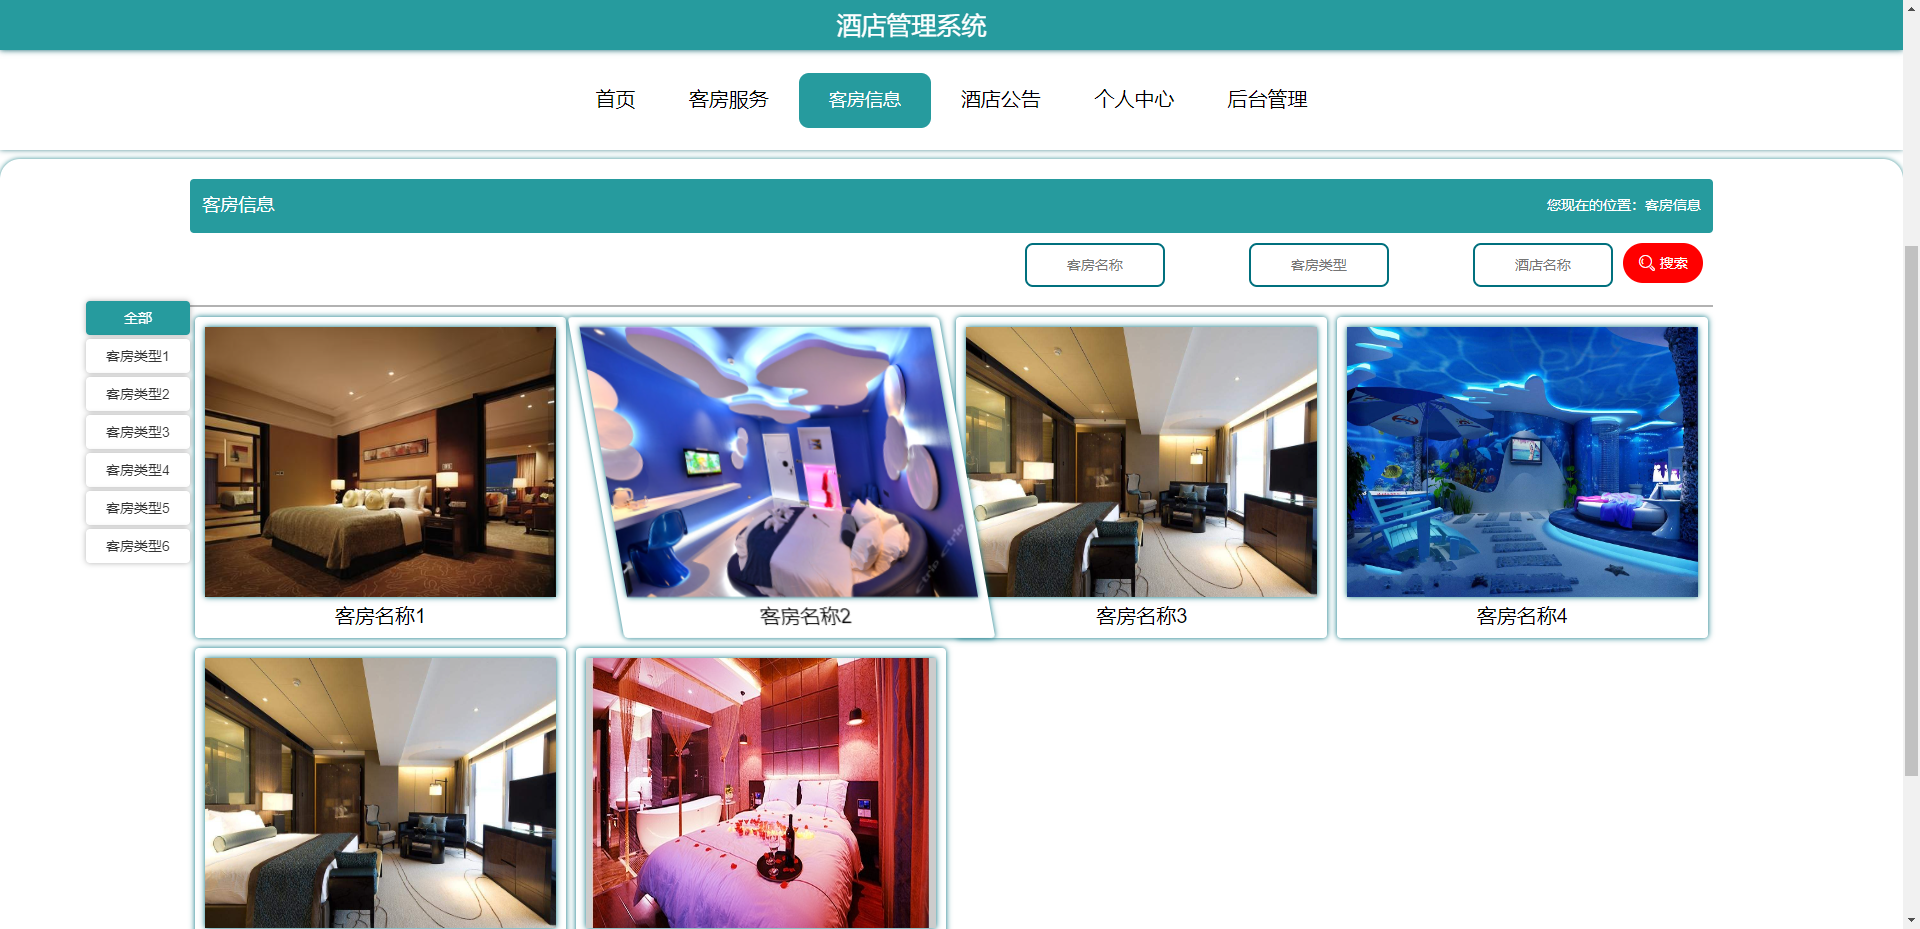 酒店管理系统
首页 客房服务 客房信息 酒店公告 个人中心 后台管理
客房信息
您现在的位置：客房信息
客房名称 客房类型 酒店名称 搜索
全部
客房类型1
客房类型2
客房类型3
客房类型4
客房类型5
客房类型6
客房名称1
客房名称2
客房名称3
客房名称4